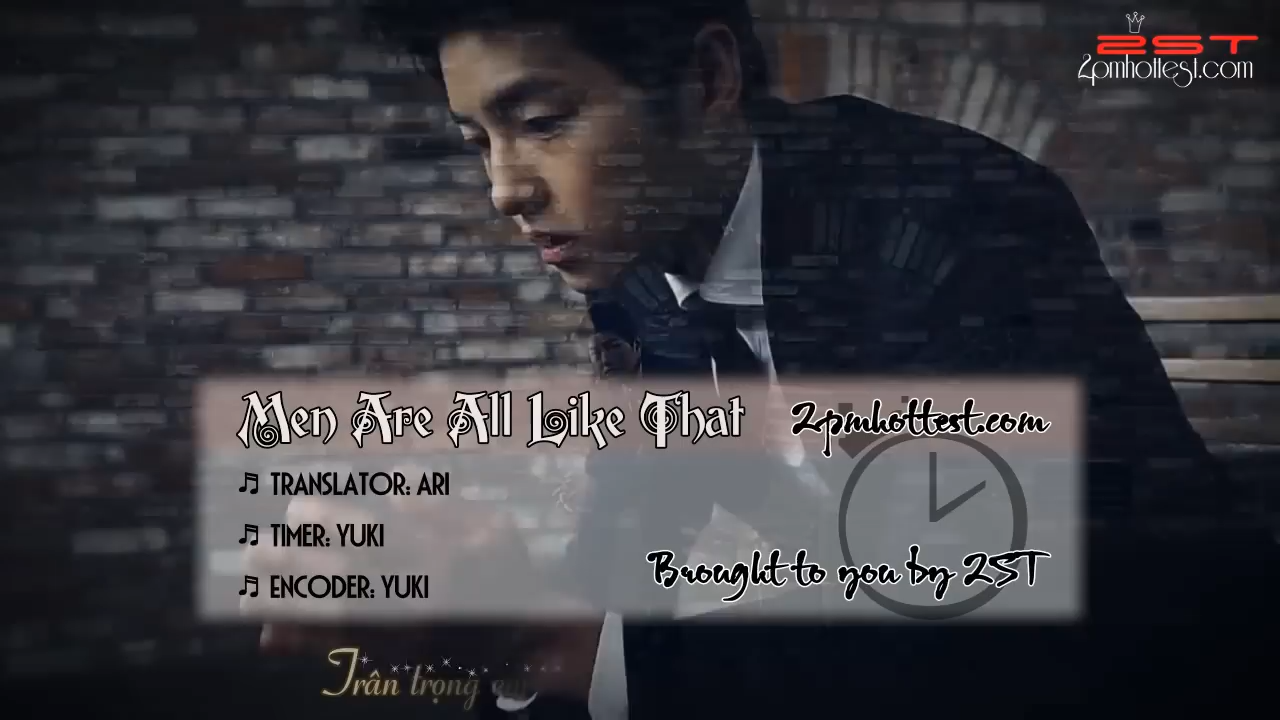 2ST
2pmhottest.com
Men Are All Like That
2pmhottest.com
♬ TRANSLATOR: ARI
♬ TIMER: YUKI
♬ ENCODER: YUKI
Brought to you by 2ST
Trân trọng